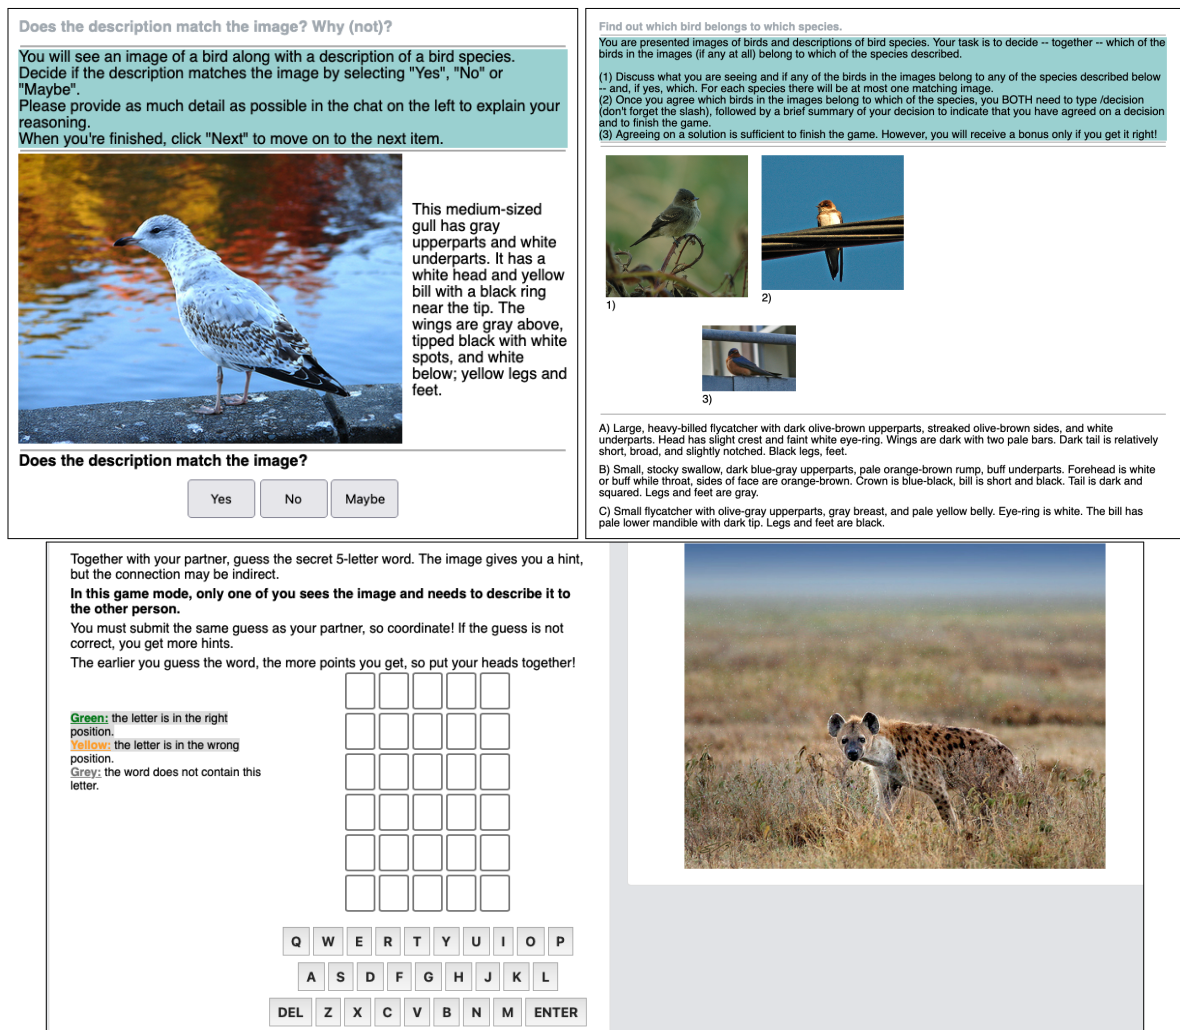 Does the description match the image? Why (not)?
You will see an image of a bird along with a description of a bird species.
Decide if the description matches the image by selecting "Yes", "No" or
"Maybe".
Please provide as much detail as possible in the chat on the left to explain your
reasoning.
When you're finished, click "Next" to move on to the next item.
This medium-sized
gull has gray
upperparts and white
underparts. It has a
white head and yellow
bill with a black ring
near the tip. The
wings are gray above,
tipped black with white
spots, and white
below; yellow legs and
feet.
Does the description match the image?
Yes
No
Maybe
Find out which bird belongs to which species.
You are presented images of birds and descriptions of bird species. Your task is to decide -- together -- which of the
birds in the images (if any at all) belong to which of the species described.
(1) Discuss what you are seeing and if any of the birds in the images belong to any of the species described below
-- and, if yes, which. For each species there will be at most one matching image.
(2) Once you agree which birds in the images belong to which of the species, you BOTH need to type /decision
(don't forget the slash), followed by a brief summary of your decision to indicate that you have agreed on a decision
and to finish the game.
(3) Agreeing on a solution is sufficient to finish the game. However, you will receive a bonus only if you get it right!
1)
2)
3)
A) Large, heavy-billed flycatcher with dark olive-brown upperparts, streaked olive-brown sides, and white
underparts. Head has slight crest and faint white eye-ring. Wings are dark with two pale bars. Dark tail is relatively
short, broad, and slightly notched. Black legs, feet.
B) Small, stocky swallow, dark blue-gray upperparts, pale orange-brown rump, buff underparts. Forehead is white
or buff while throat, sides of face are orange-brown. Crown is blue-black, bill is short and black. Tail is dark and
squared. Legs and feet are gray.
C) Small flycatcher with olive-gray upperparts, gray breast, and pale yellow belly. Eye-ring is white. The bill has
pale lower mandible with dark tip. Legs and feet are black.
Together with your partner, guess the secret 5-letter word. The image gives you a hint,
but the connection may be indirect.
In this game mode, only one of you sees the image and needs to describe it to
the other person.
You must submit the same guess as your partner, so coordinate! If the guess is not
correct, you get more hints.
The earlier you guess the word, the more points you get, so put your heads together!
Green: the letter is in the right
position.
Yellow: the letter is in the wrong
position.
Grey: the word does not contain this
letter.
Q W E R T Y U I O P
A S D F G H J K L
DEL Z X C V B N M ENTER